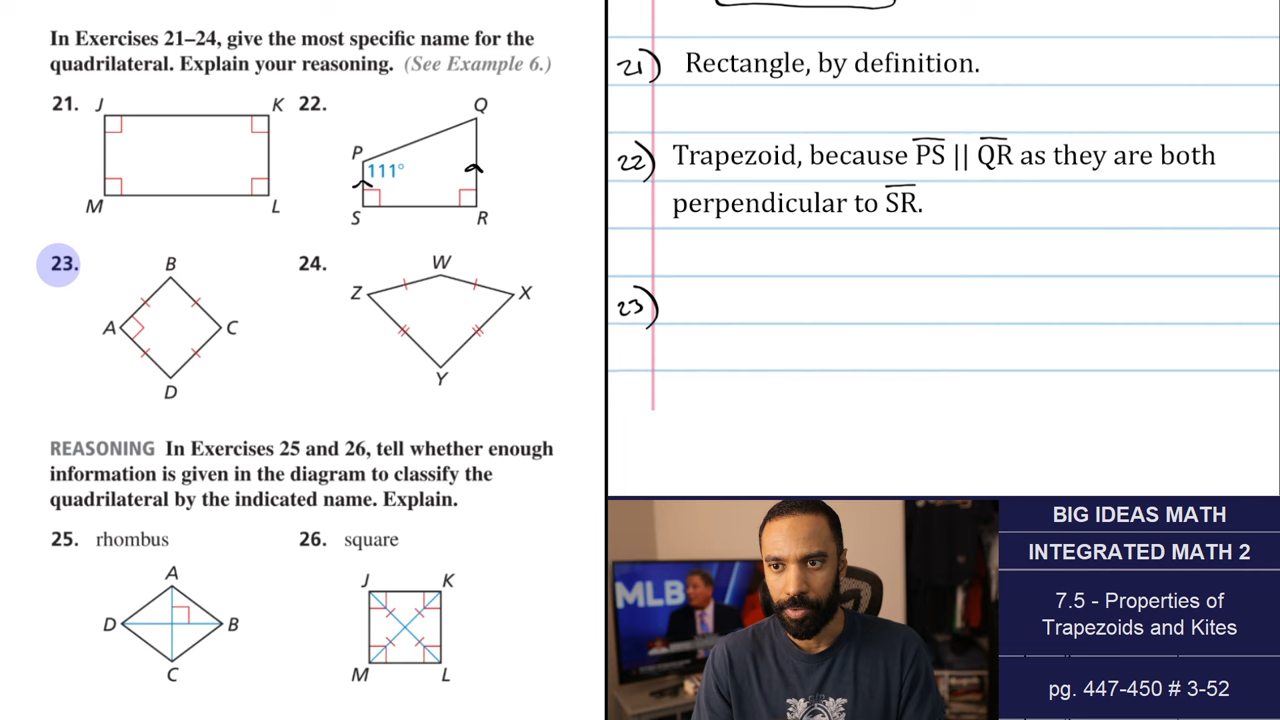 In Exercises 21–24, give the most specific name for the
quadrilateral. Explain your reasoning. (See Example 6.)
21. J K
M L
22. Q
P
111°
S R
23. B
A C
D
24. W
Z X
Y
REASONING In Exercises 25 and 26, tell whether enough
information is given in the diagram to classify the
quadrilateral by the indicated name. Explain.
25. rhombus
A
D B
C
26. square
J K
M L
21) Rectangle, by definition.
22) Trapezoid, because PS || QR as they are both
perpendicular to SR.
23)
MLB
BIG IDEAS MATH
INTEGRATED MATH 2
7.5 - Properties of
Trapezoids and Kites
pg. 447-450 # 3-52